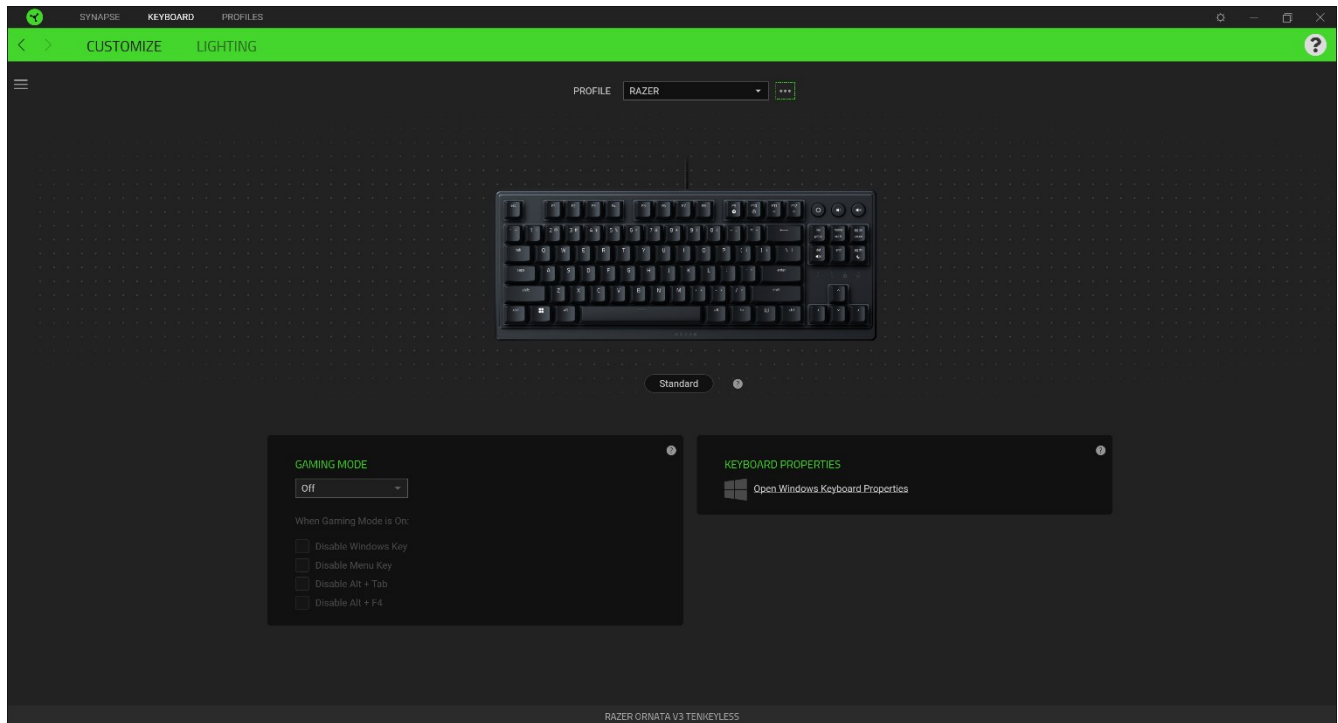 SYNAPSE KEYBOARD PROFILES
CUSTOMIZE LIGHTING
?
PROFILE RAZER
Q W E R T Y U I O P
A S D F G H J K L
Z X C V B N M
Standard ?
GAMING MODE ?
Off
When Gaming Mode is On:
Disable Windows Key
Disable Menu Key
Disable Alt + Tab
Disable Alt + F4
KEYBOARD PROPERTIES ?
Open Windows Keyboard Properties
RAZER ORNATA V3 TENKEYLESS